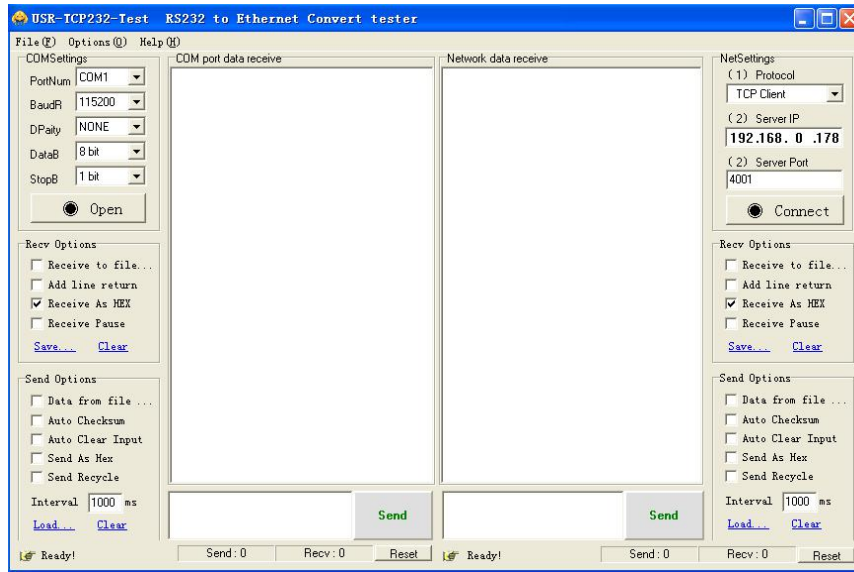 USR-TCP232-Test RS232 to Ethernet Convert tester
File(F) Options(O) Help(H)
COMSettings
PortNum COM1
BaudR 115200
DPaity NONE
DataB 8 bit
StopB 1 bit
Open
Recv Options
Receive to file...
Add line return
Receive As HEX
Receive Pause
Save... Clear
Send Options
Data from file ...
Auto Checksum
Auto Clear Input
Send As Hex
Send Recycle
Interval 1000 ms
Load... Clear
COM port data receive
Send
Ready! Send : 0 Recv : 0 Reset
Network data receive
Send
Ready! Send : 0 Recv : 0 Reset
NetSettings
(1) Protocol
TCP Client
(2) Server IP
192.168. 0 .178
(2) Server Port
4001
Connect
Recv Options
Receive to file...
Add line return
Receive As HEX
Receive Pause
Save... Clear
Send Options
Data from file ...
Auto Checksum
Auto Clear Input
Send As Hex
Send Recycle
Interval 1000 ms
Load... Clear